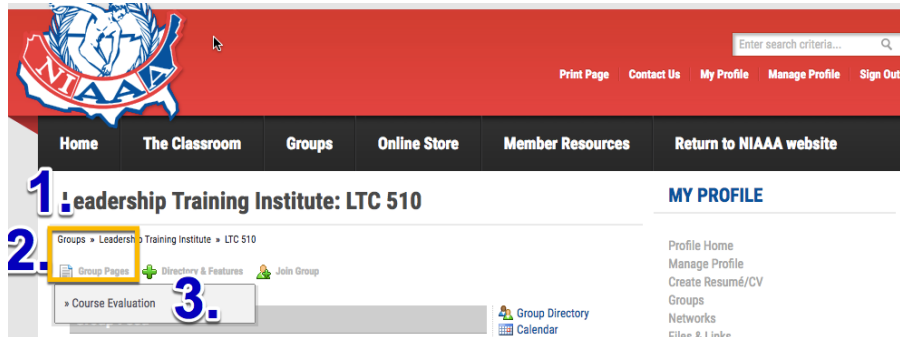 NIAAA
Enter search criteria...
Print Page Contact Us My Profile Manage Profile Sign Out
Home The Classroom Groups Online Store Member Resources Return to NIAAA website
1.
Leadership Training Institute: LTC 510
MY PROFILE
2.
Groups » Leadership Training Institute » LTC 510
Group Pages Directory & Features Join Group
Profile Home
Manage Profile
Create Resumé/CV
Groups
Networks
Files & Links
» Course Evaluation
3.
Group Directory
Calendar